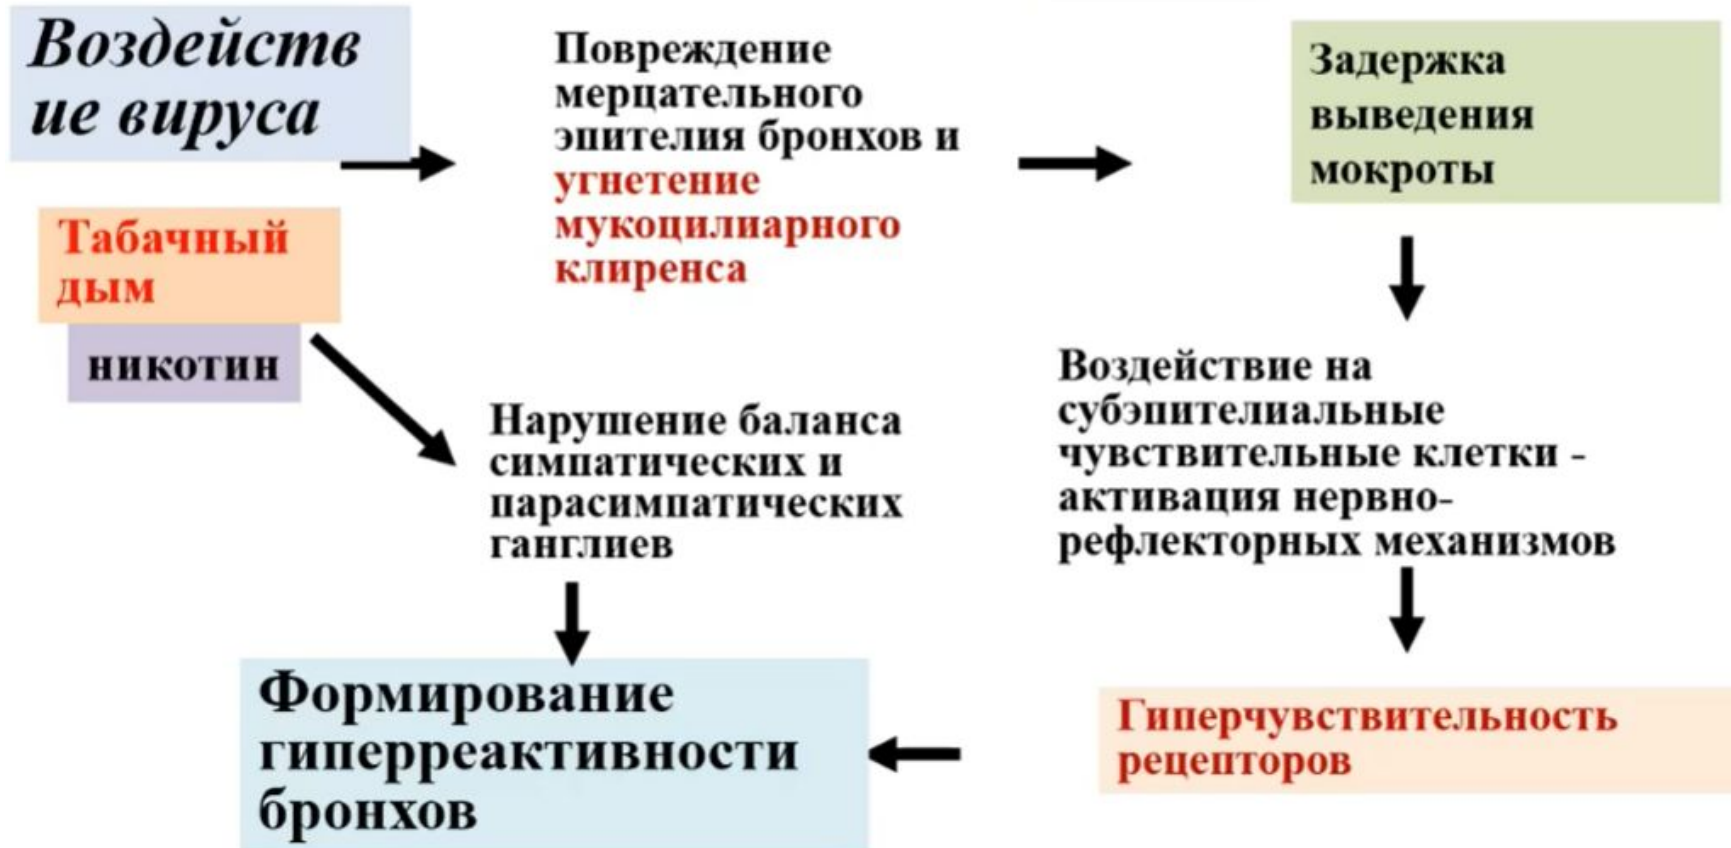 Воздейств
ие вируса
Повреждение
мерцательного
эпителия бронхов и
угнетение
мукоцилиарного
клиренса
Задержка
выведения
мокроты
Табачный
дым
никотин
Нарушение баланса
симпатических и
парасимпатических
ганглиев
Воздействие на
субэпителиальные
чувствительные клетки -
активация нервно-
рефлекторных механизмов
Формирование
гиперреактивности
бронхов
Гиперчувствительность
рецепторов